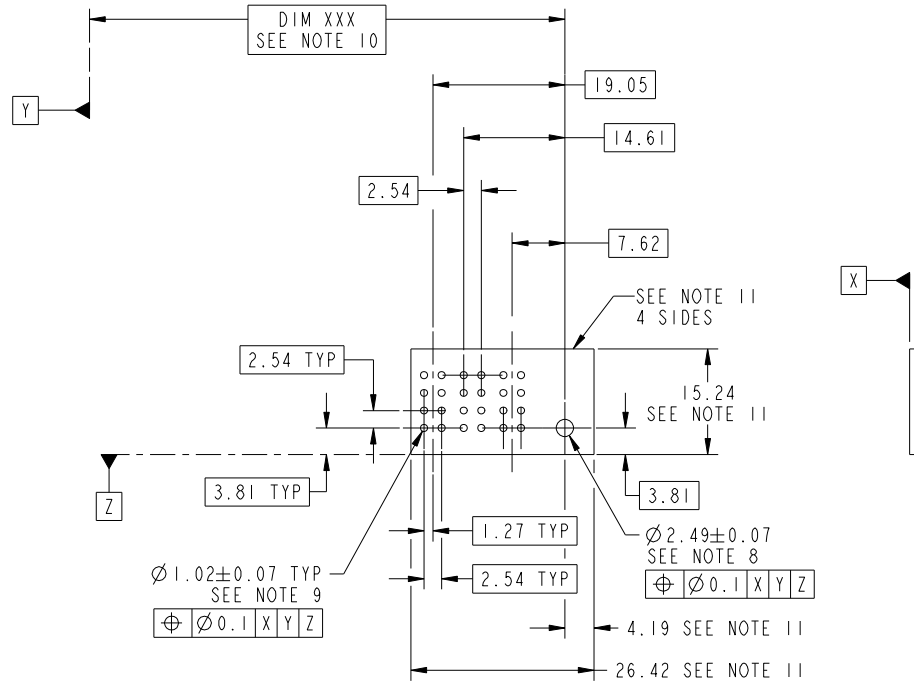 DIM XXX
SEE NOTE 10
Y
19.05
14.61
2.54
7.62
X
SEE NOTE 11
4 SIDES
2.54 TYP
15.24
SEE NOTE 11
3.81 TYP
3.81
Z
1.27 TYP
Ø2.49±0.07
SEE NOTE 8
⌖ Ø0.1 X Y Z
Ø1.02±0.07 TYP
SEE NOTE 9
⌖ Ø0.1 X Y Z
2.54 TYP
4.19 SEE NOTE 11
26.42 SEE NOTE 11